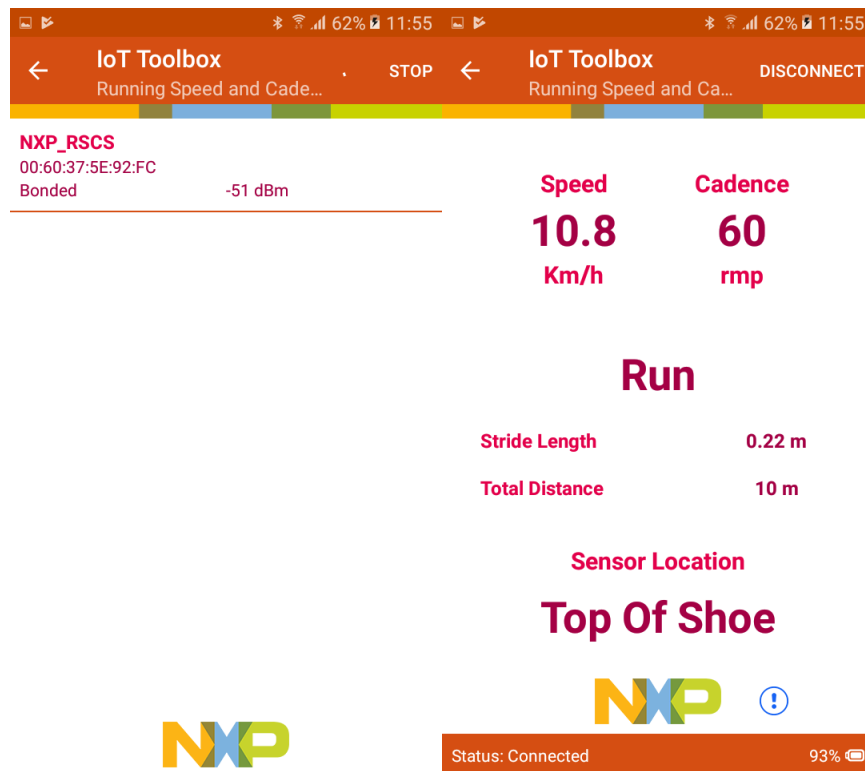 62% 11:55
IoT Toolbox
Running Speed and Cade...
STOP
NXP_RSCS
00:60:37:5E:92:FC
Bonded -51 dBm
NXP
62% 11:55
IoT Toolbox
Running Speed and Ca...
DISCONNECT
Speed Cadence
10.8 60
Km/h rmp
Run
Stride Length 0.22 m
Total Distance 10 m
Sensor Location
Top Of Shoe
NXP
Status: Connected 93%